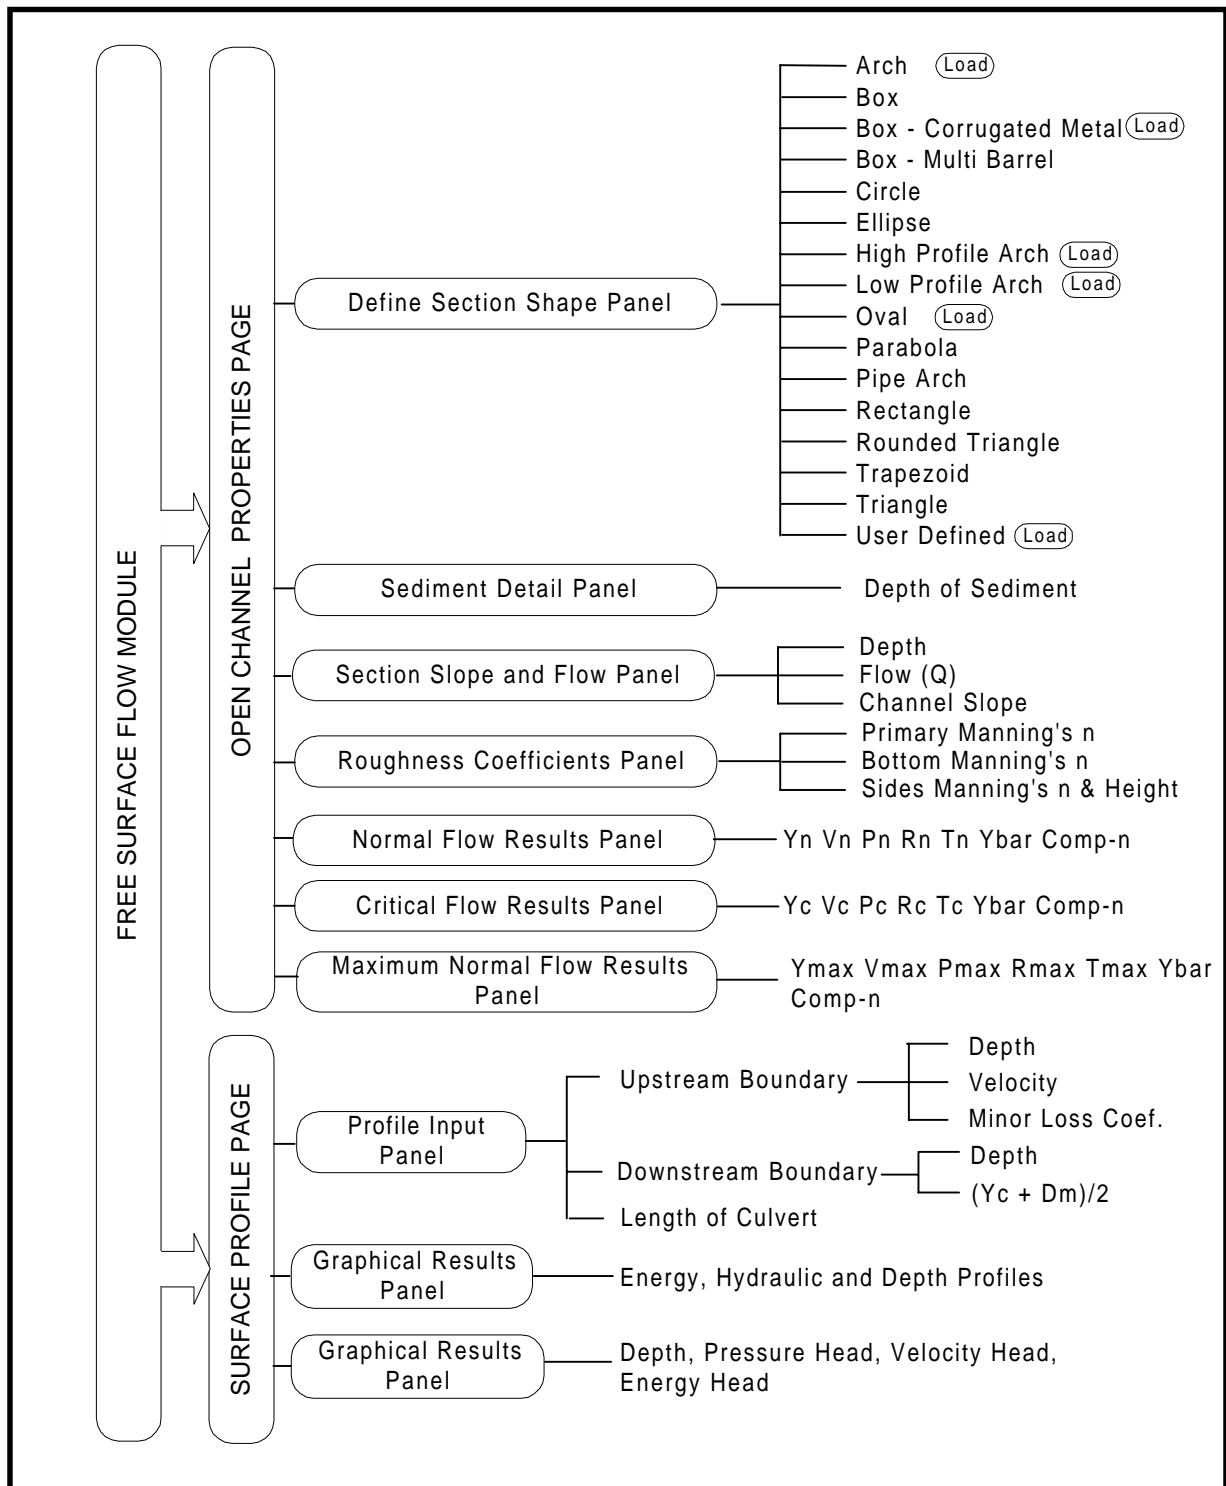 FREE SURFACE FLOW MODULE
OPEN CHANNEL PROPERTIES PAGE
Define Section Shape Panel
Arch Load
Box
Box - Corrugated Metal Load
Box - Multi Barrel
Circle
Ellipse
High Profile Arch Load
Low Profile Arch Load
Oval Load
Parabola
Pipe Arch
Rectangle
Rounded Triangle
Trapezoid
Triangle
User Defined Load
Sediment Detail Panel
Depth of Sediment
Section Slope and Flow Panel
Depth
Flow (Q)
Channel Slope
Roughness Coefficients Panel
Primary Manning's n
Bottom Manning's n
Sides Manning's n & Height
Normal Flow Results Panel
Yn Vn Pn Rn Tn Ybar Comp-n
Critical Flow Results Panel
Yc Vc Pc Rc Tc Ybar Comp-n
Maximum Normal Flow Results
Panel
Ymax Vmax Pmax Rmax Tmax Ybar
Comp-n
SURFACE PROFILE PAGE
Profile Input
Panel
Upstream Boundary
Depth
Velocity
Minor Loss Coef.
Downstream Boundary
Depth
(Yc + Dm)/2
Length of Culvert
Graphical Results
Panel
Energy, Hydraulic and Depth Profiles
Graphical Results
Panel
Depth, Pressure Head, Velocity Head,
Energy Head